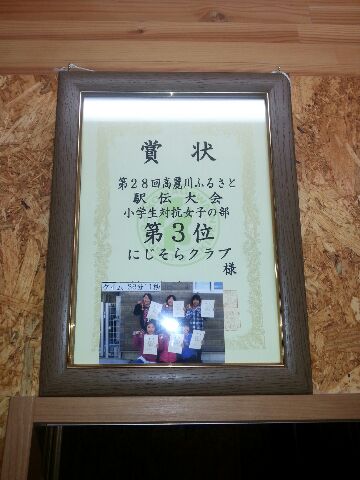 賞状
第28回高麗川ふるさと
駅伝大会
小学生対抗女子の部
第3位
にじそらクラブ
様